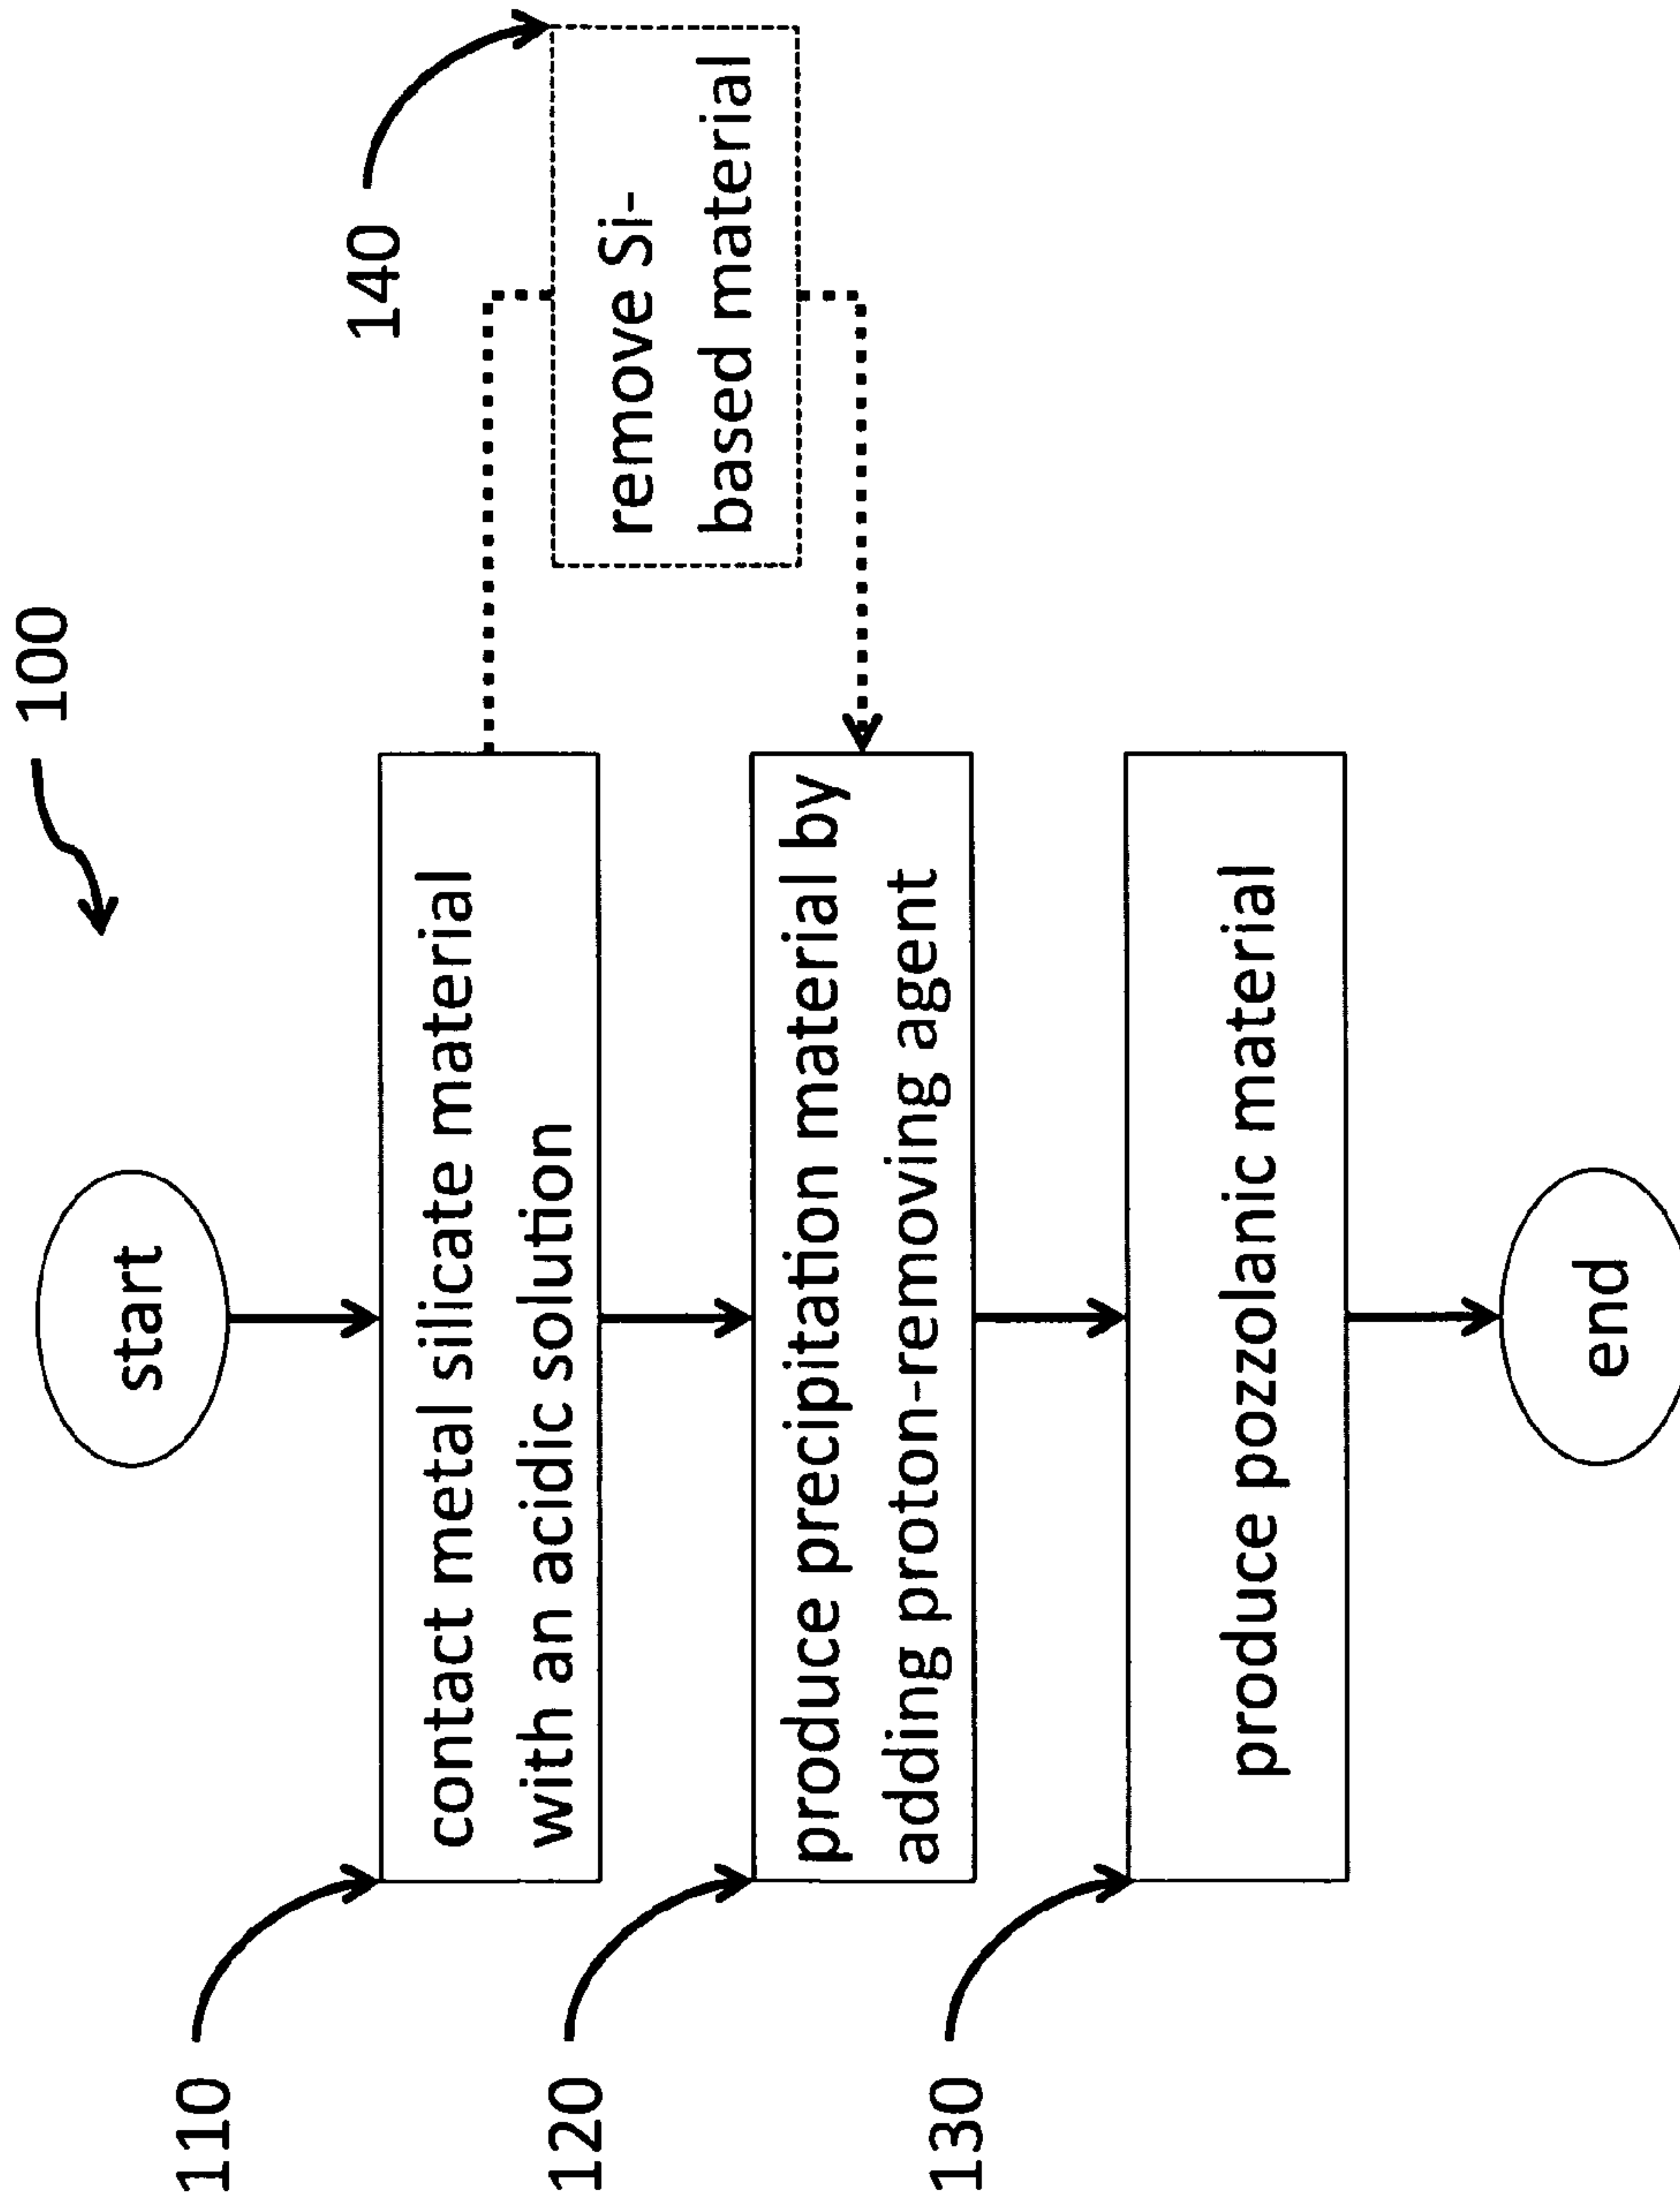 100
start
110
contact metal silicate material
with an acidic solution
140
remove Si-
based material
120
produce precipitation material by
adding proton-removing agent
130
produce pozzolanic material
end